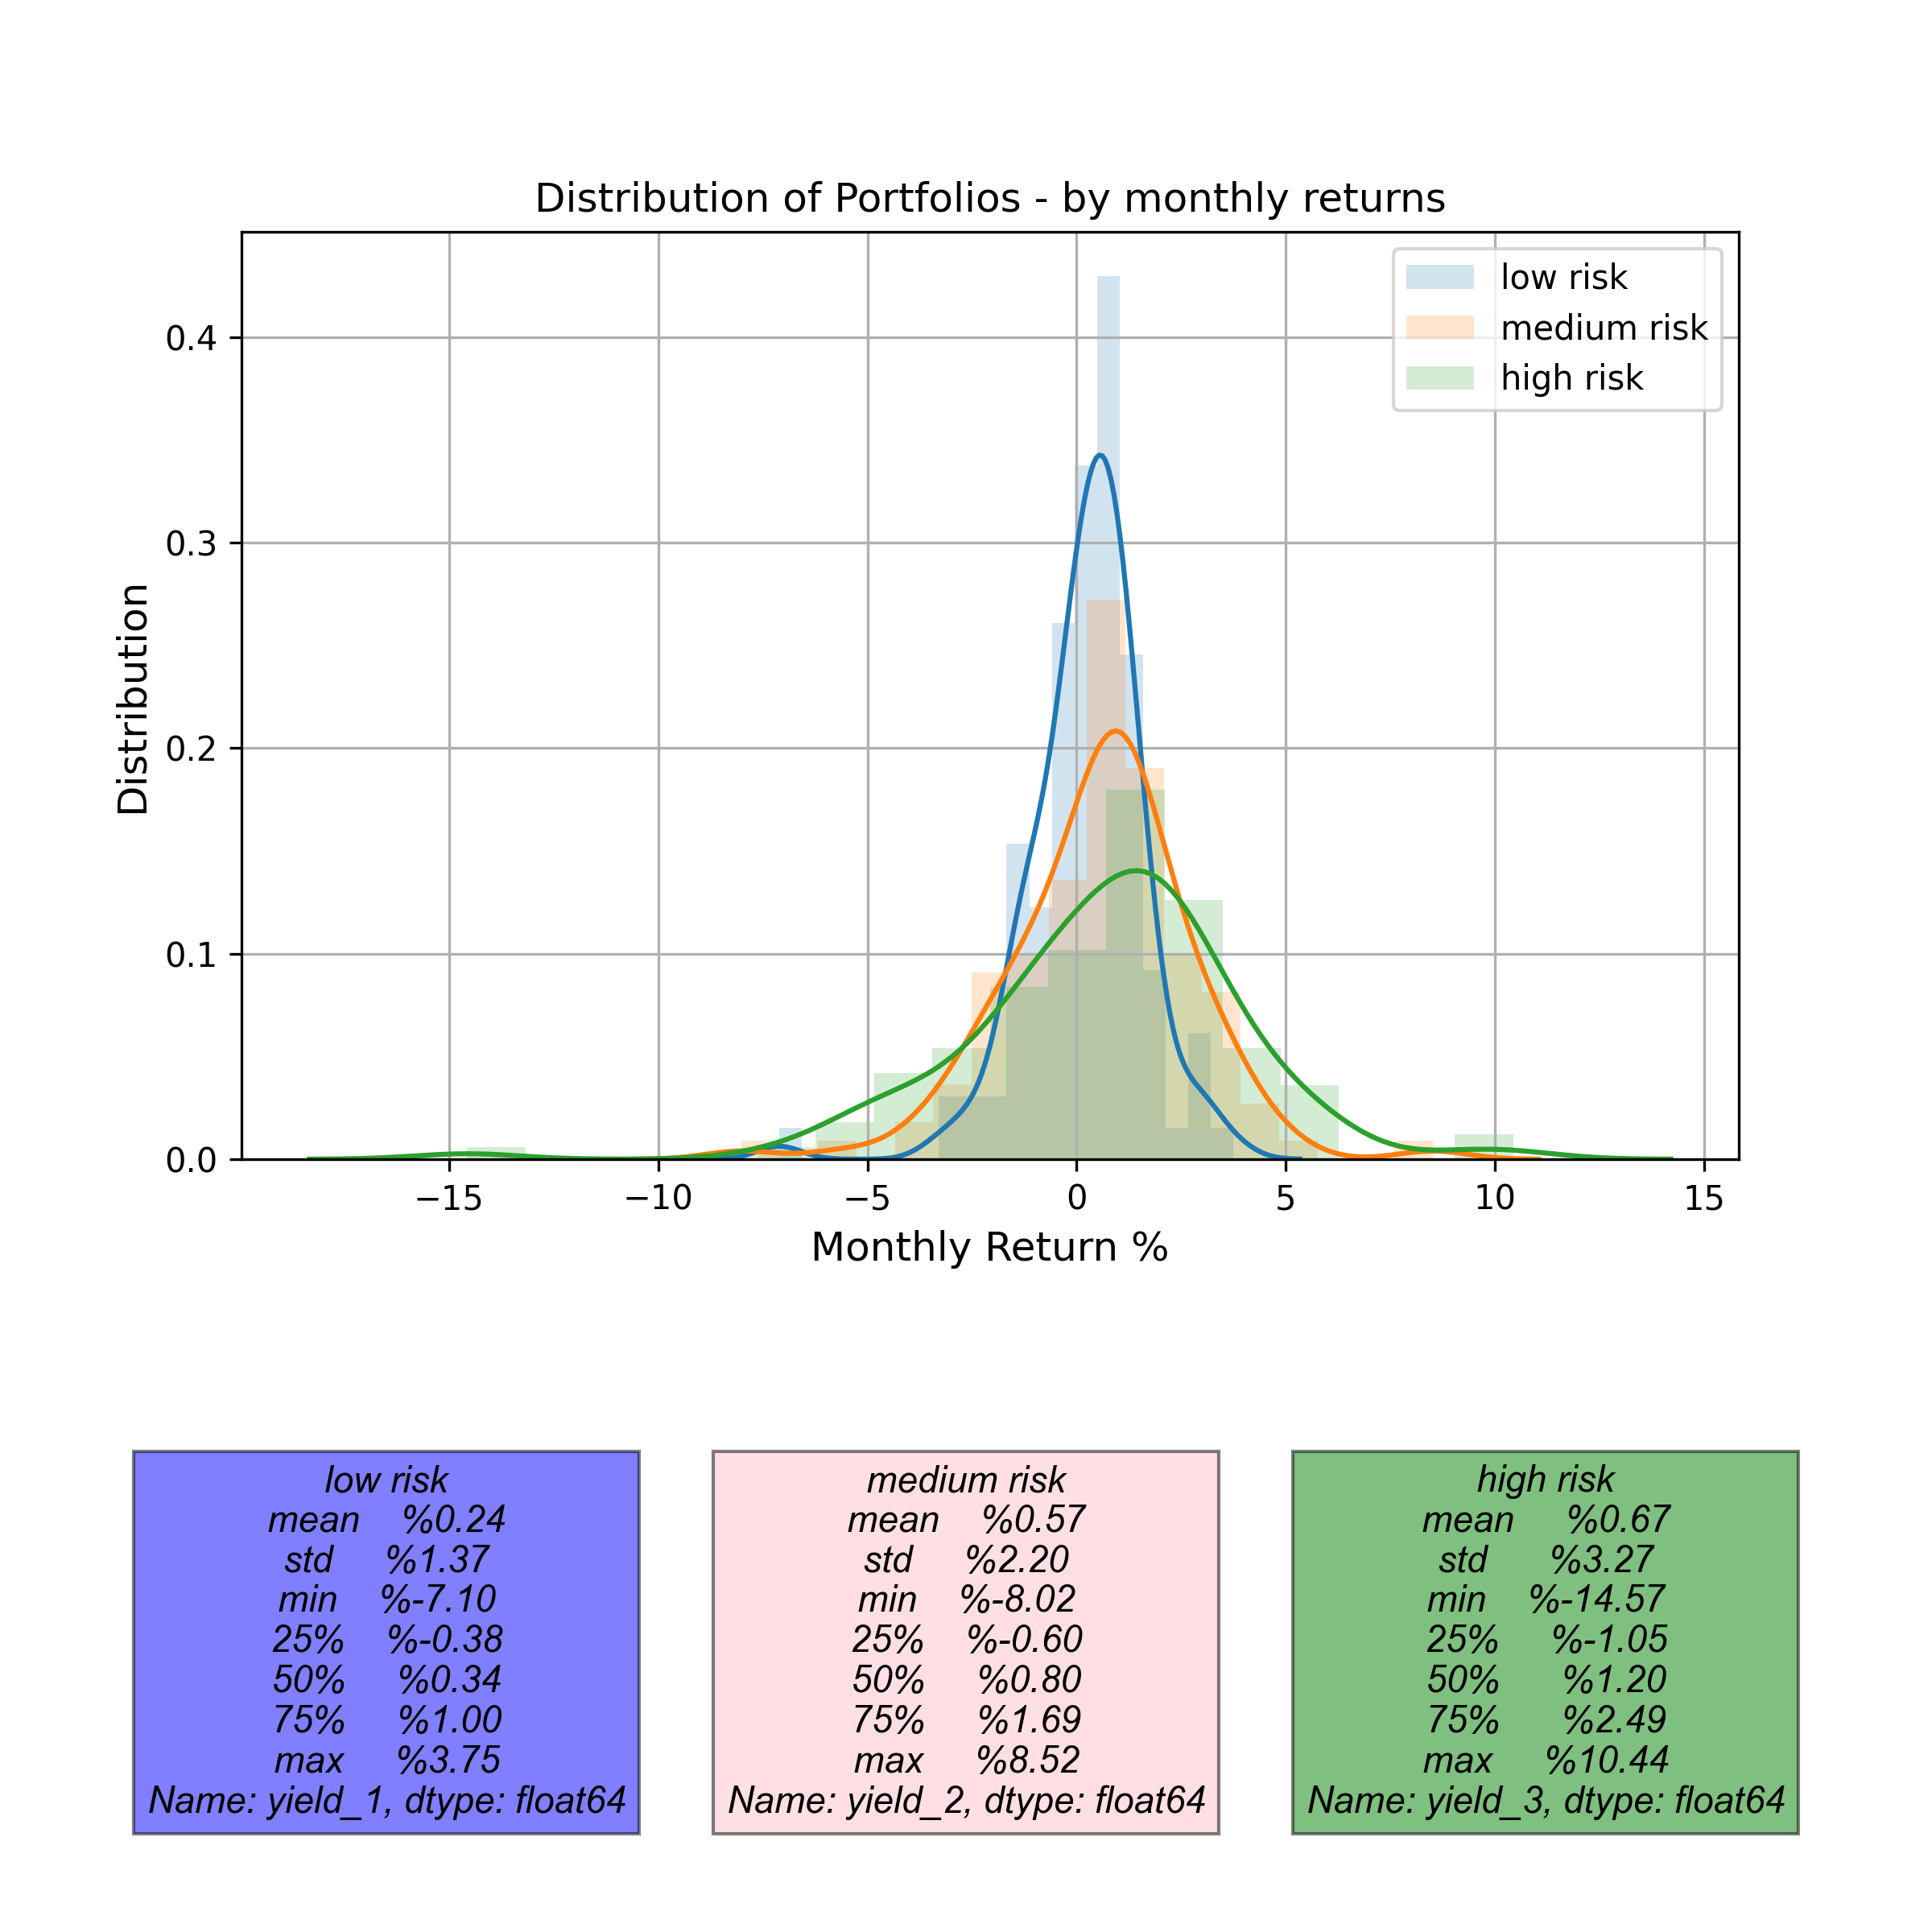 Distribution of Portfolios - by monthly returns
low risk
medium risk
high risk
Distribution
0.4
0.3
0.2
0.1
0.0
−15 −10 −5 0 5 10 15
Monthly Return %
low risk
mean %0.24
std %1.37
min %-7.10
25% %-0.38
50% %0.34
75% %1.00
max %3.75
Name: yield_1, dtype: float64
medium risk
mean %0.57
std %2.20
min %-8.02
25% %-0.60
50% %0.80
75% %1.69
max %8.52
Name: yield_2, dtype: float64
high risk
mean %0.67
std %3.27
min %-14.57
25% %-1.05
50% %1.20
75% %2.49
max %10.44
Name: yield_3, dtype: float64